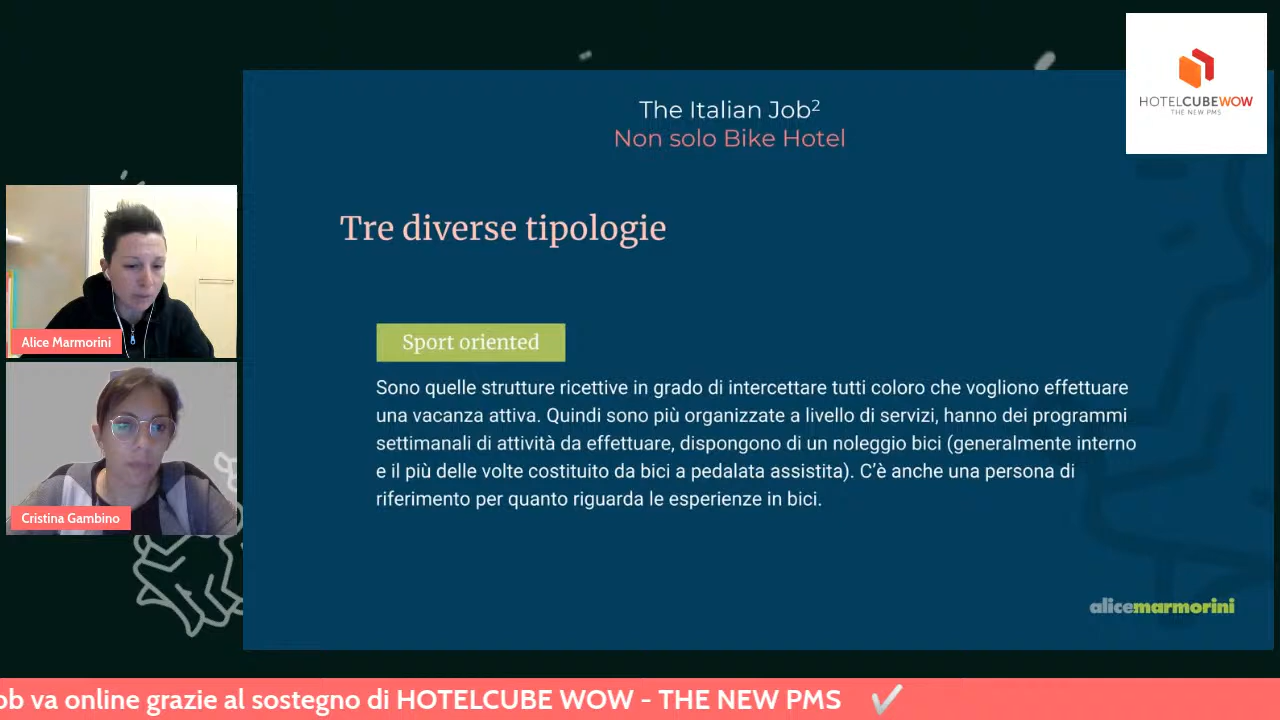 HOTELCUBEWOW
THE NEW PMS
The Italian Job²
Non solo Bike Hotel
Tre diverse tipologie
Sport oriented
Sono quelle strutture ricettive in grado di intercettare tutti coloro che vogliono effettuare
una vacanza attiva. Quindi sono più organizzate a livello di servizi, hanno dei programmi
settimanali di attività da effettuare, dispongono di un noleggio bici (generalmente interno
e il più delle volte costituito da bici a pedalata assistita). C'è anche una persona di
riferimento per quanto riguarda le esperienze in bici.
Alice Marmorini
Cristina Gambino
alicemarmorini
ob va online grazie al sostegno di HOTELCUBE WOW - THE NEW PMS